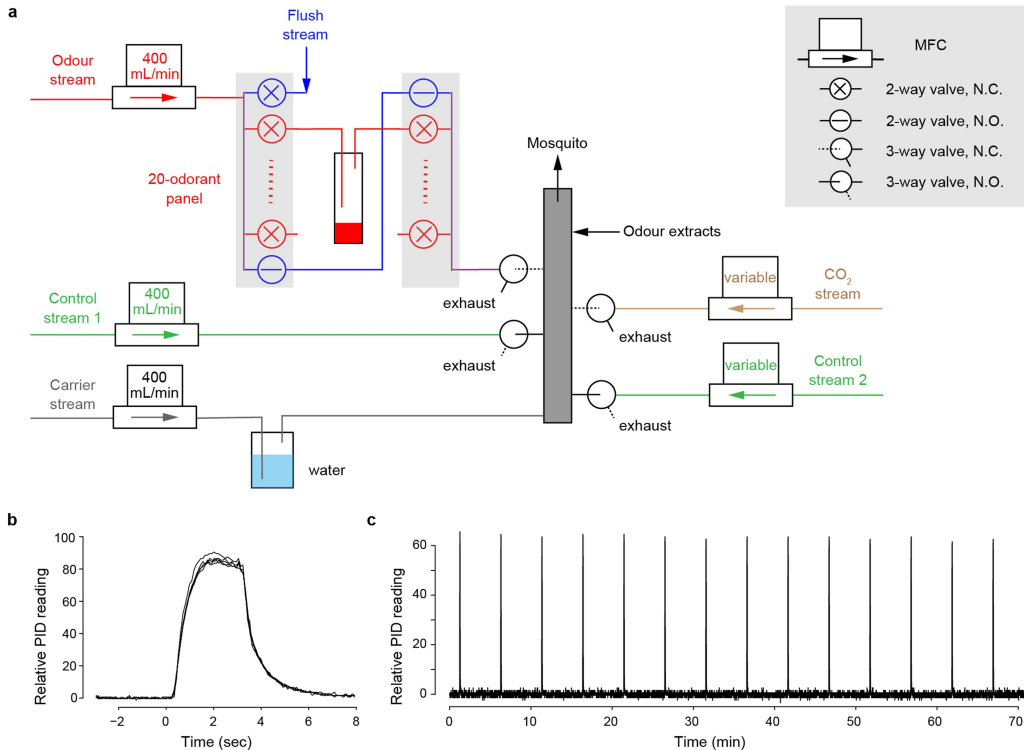 a
Flush
stream
Odour
stream
400
mL/min
MFC
2-way valve, N.C.
2-way valve, N.O.
3-way valve, N.C.
3-way valve, N.O.
20-odorant
panel
Mosquito
Odour extracts
exhaust
variable
CO₂
stream
exhaust
Control
stream 1
400
mL/min
exhaust
variable
Control
stream 2
exhaust
Carrier
stream
400
mL/min
water
b
Relative PID reading
100
80
60
40
20
0
−2 0 2 4 6 8
Time (sec)
c
Relative PID reading
60
40
20
0
0 10 20 30 40 50 60 70
Time (min)